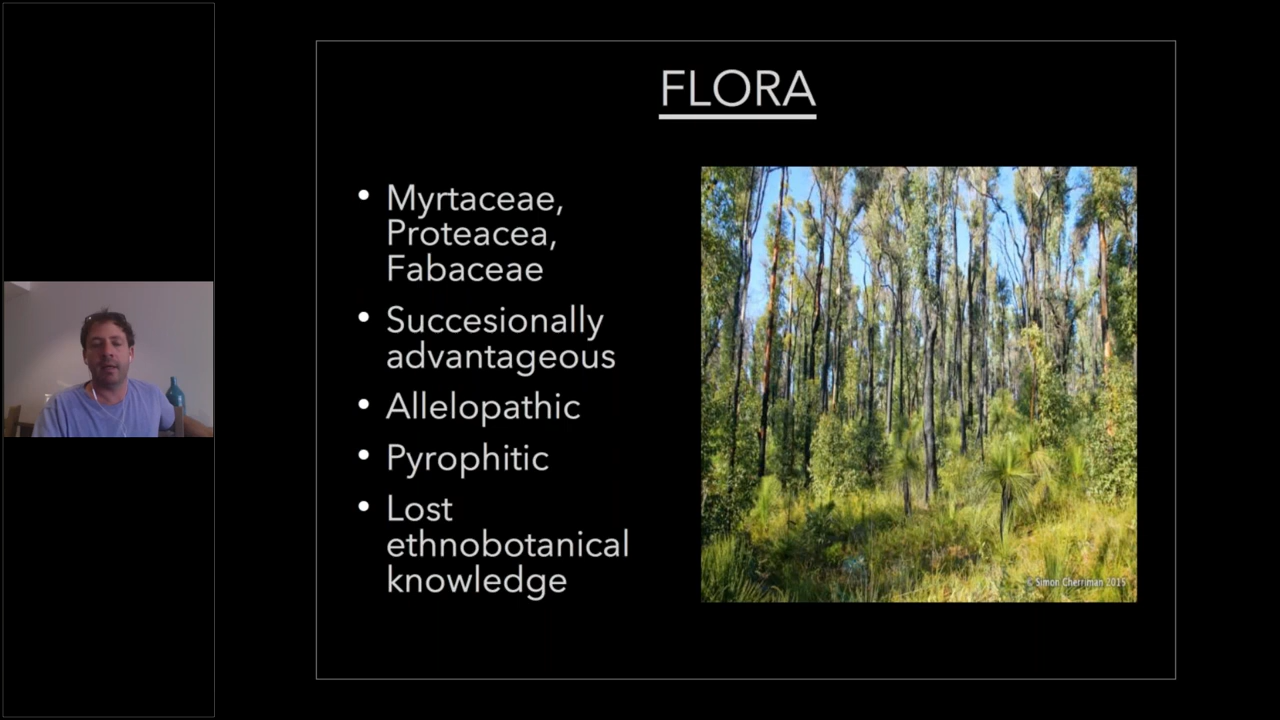 FLORA
• Myrtaceae,
Proteacea,
Fabaceae
• Succesionally
advantageous
• Allelopathic
• Pyrophitic
• Lost
ethnobotanical
knowledge
© Simon Cherriman 2015